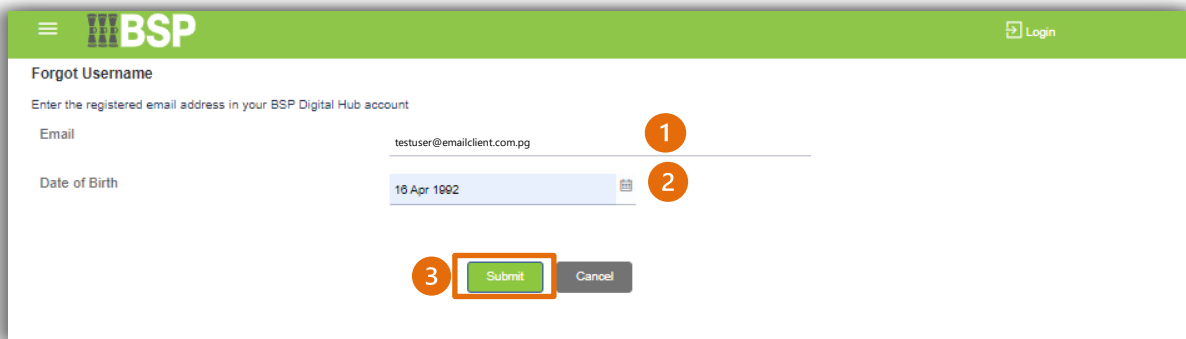 BSP
Login
Forgot Username
Enter the registered email address in your BSP Digital Hub account
Email
testuser@emailclient.com.pg
1
Date of Birth
16 Apr 1992
2
3
Submit
Cancel